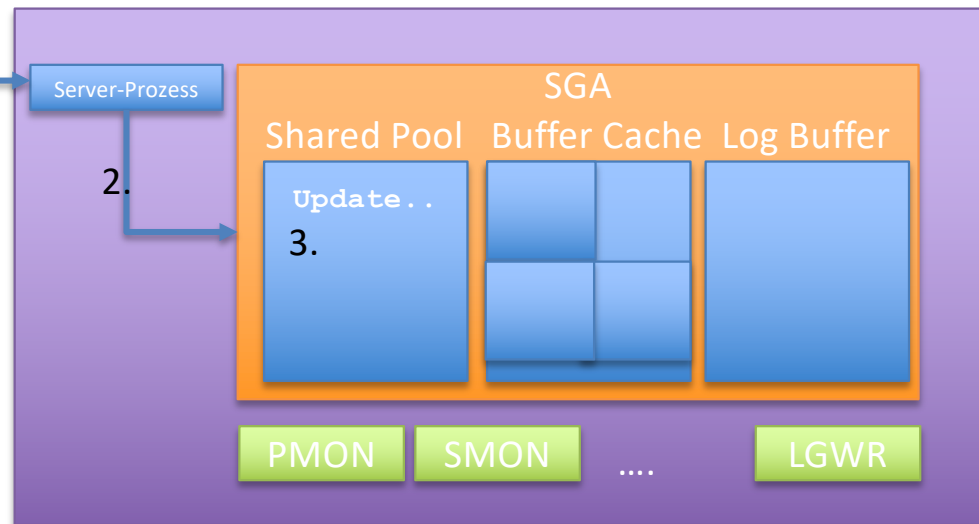 Server-Prozess
SGA
Shared Pool Buffer Cache Log Buffer
2.
Update..
3.
PMON SMON .... LGWR